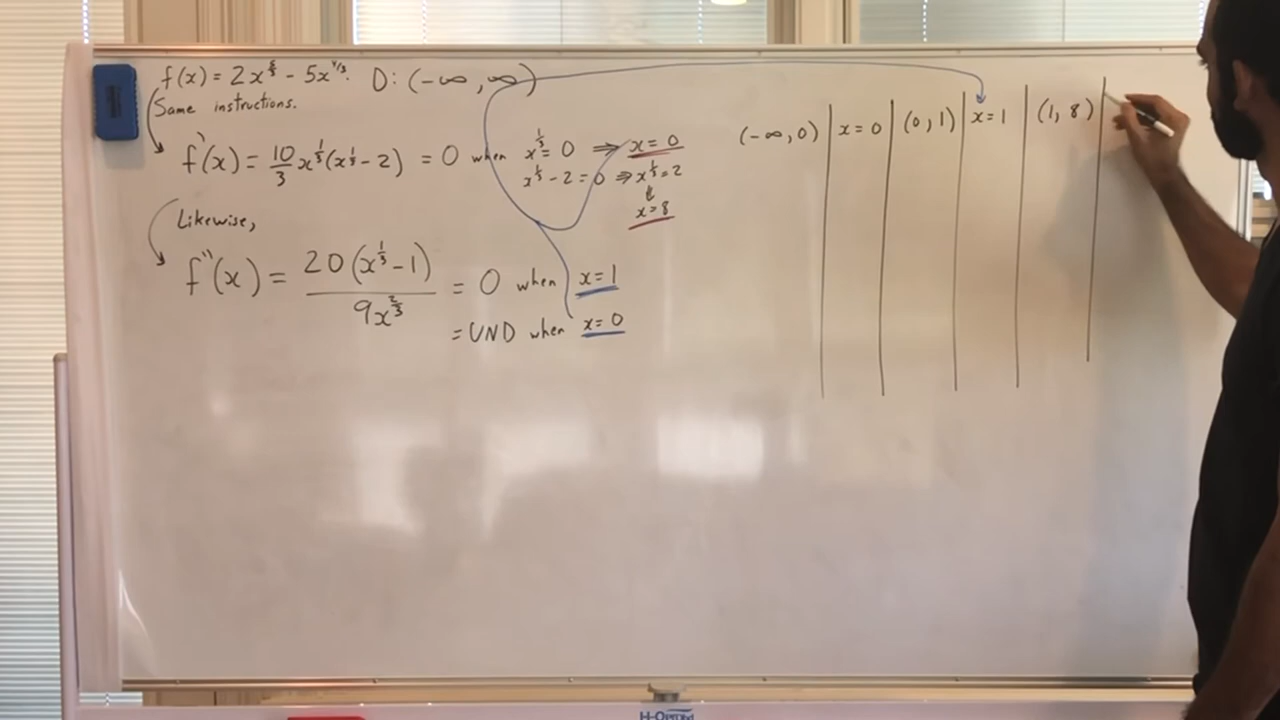 f(x) = 2x^{5/3} - 5x^{4/3}. D: (-∞, ∞)
Same instructions.
f'(x) = 10/3 x^{1/3}(x^{1/3} - 2) = 0 when x^{1/3} = 0 ⇒ x = 0
x^{1/3} - 2 = 0 ⇒ x^{1/3} = 2
⇓
x=8
Likewise,
f''(x) = 20(x^{1/3} - 1) / 9x^{2/3} = 0 when x=1
= UND when x=0
(-∞, 0) | x=0 | (0, 1) | x=1 | (1, 8) |